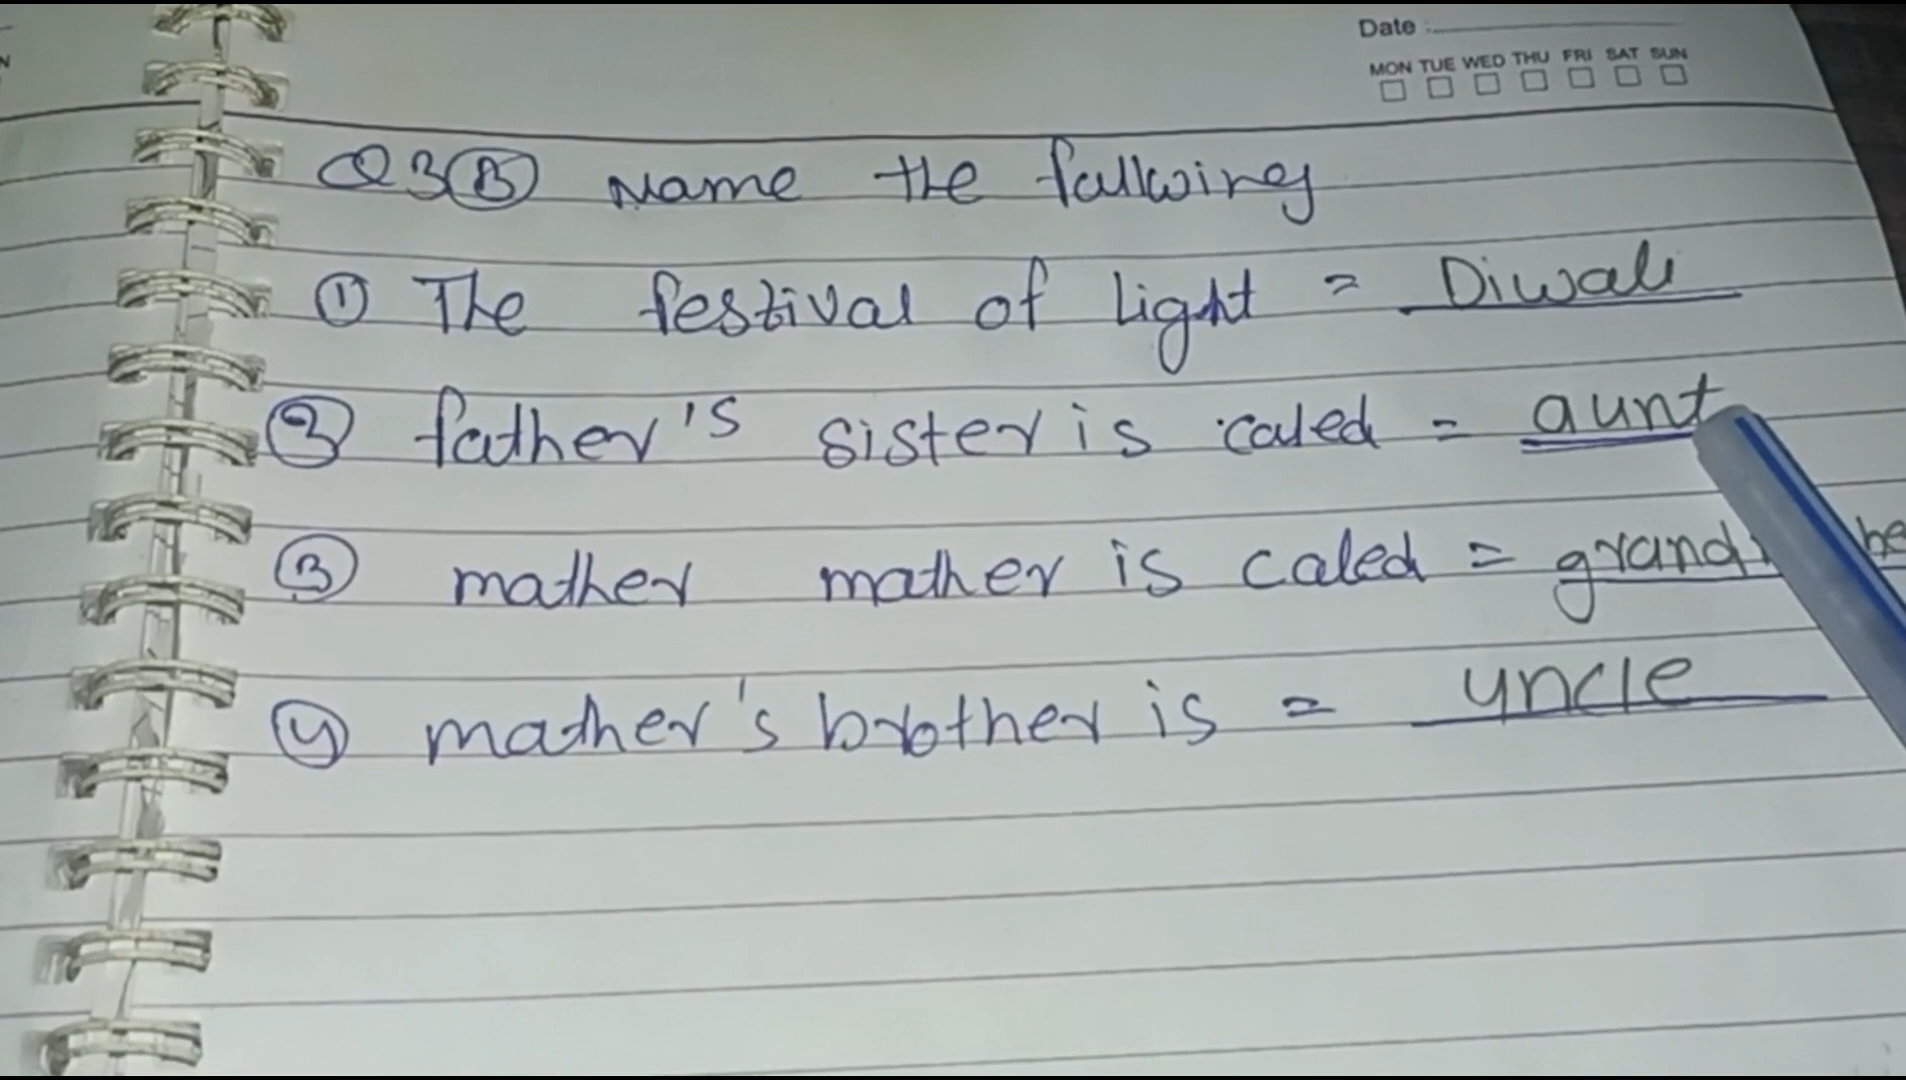 N
Date :
MON TUE WED THU FRI SAT SUN
Q3 (B) Name the fallwing
① The festival of Light = Diwali
② father's sister is caled = aunt
③ mather mather is caled =
④ mather's brother is = uncle